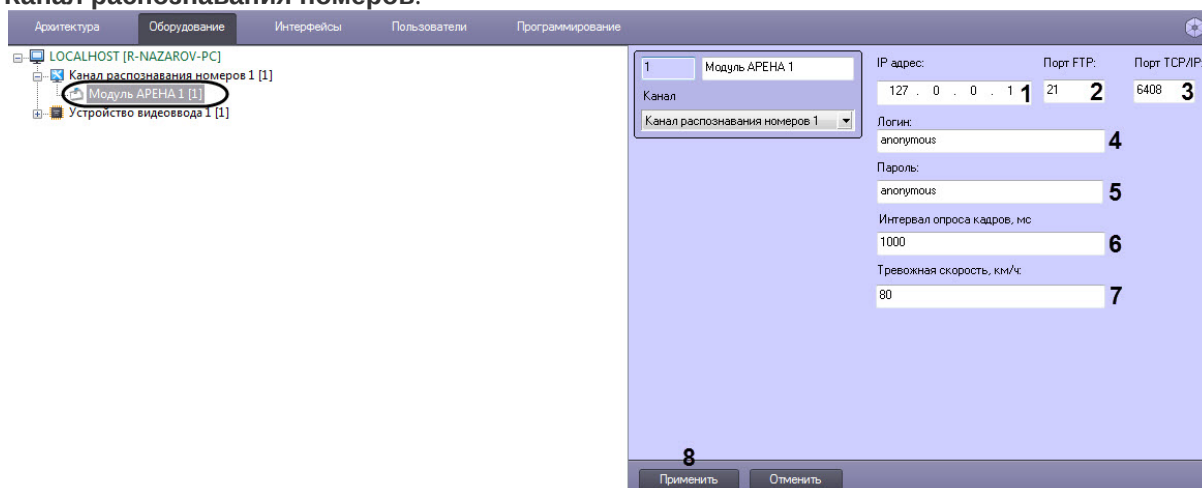 Канал распознавания номеров.
Архитектура Оборудование Интерфейсы Пользователи Программирование
LOCALHOST [R-NAZAROV-PC]
Канал распознавания номеров 1 [1]
Модуль АРЕНА 1 [1]
Устройство видеоввода 1 [1]
1 Модуль АРЕНА 1
Канал
Канал распознавания номеров 1
IP адрес: Порт FTP: Порт TCP/IP:
127 . 0 . 0 . 1 1 21 2 6408 3
Логин:
anonymous 4
Пароль:
anonymous 5
Интервал опроса кадров, мс
1000 6
Тревожная скорость, км/ч:
80 7
8
Применить Отменить